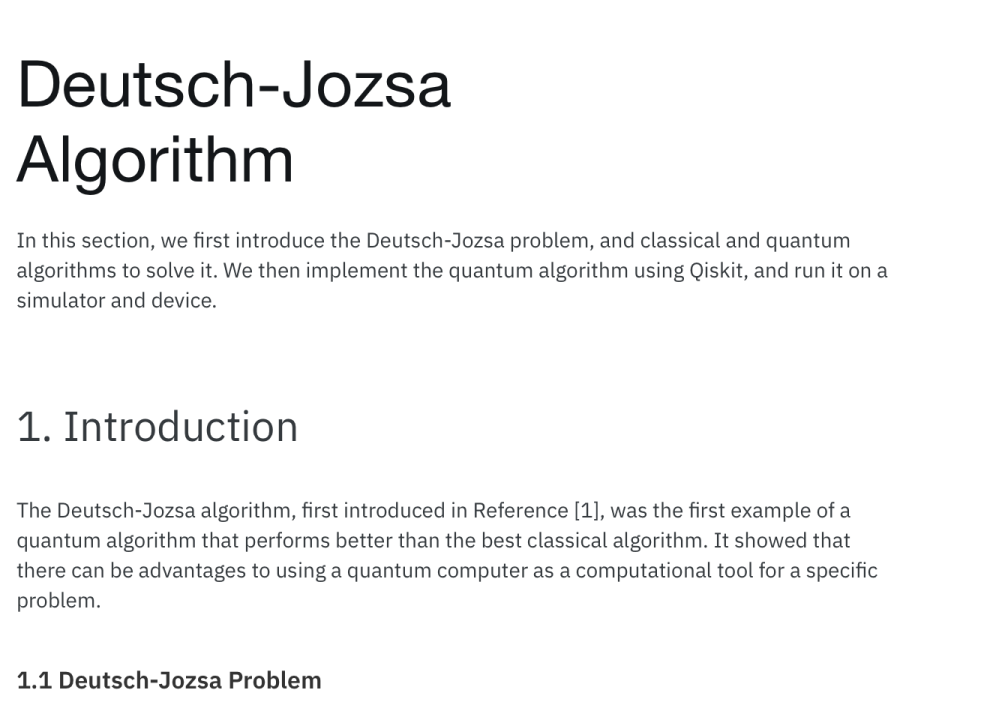 Deutsch-Jozsa
Algorithm
In this section, we first introduce the Deutsch-Jozsa problem, and classical and quantum
algorithms to solve it. We then implement the quantum algorithm using Qiskit, and run it on a
simulator and device.
1. Introduction
The Deutsch-Jozsa algorithm, first introduced in Reference [1], was the first example of a
quantum algorithm that performs better than the best classical algorithm. It showed that
there can be advantages to using a quantum computer as a computational tool for a specific
problem.
1.1 Deutsch-Jozsa Problem